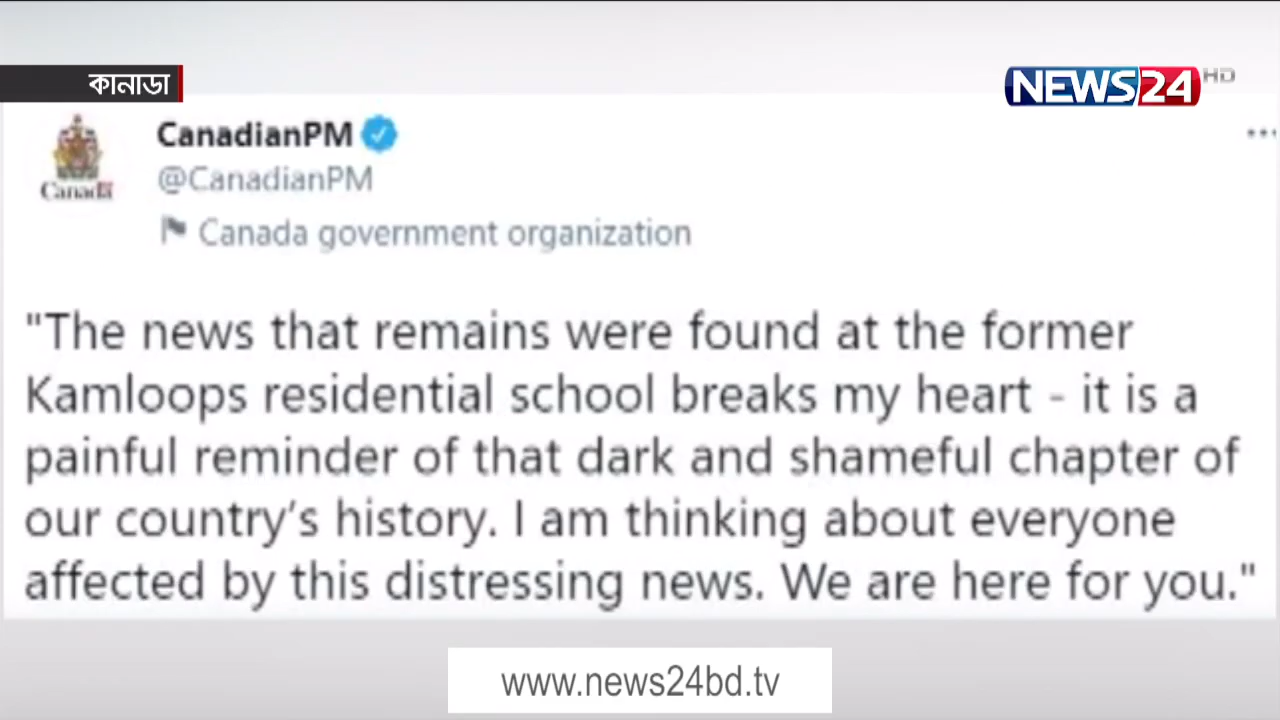 কানাডা
NEWS24 HD
CanadianPM
Canada
@CanadianPM
Canada government organization
"The news that remains were found at the former
Kamloops residential school breaks my heart - it is a
painful reminder of that dark and shameful chapter of
our country's history. I am thinking about everyone
affected by this distressing news. We are here for you."
www.news24bd.tv